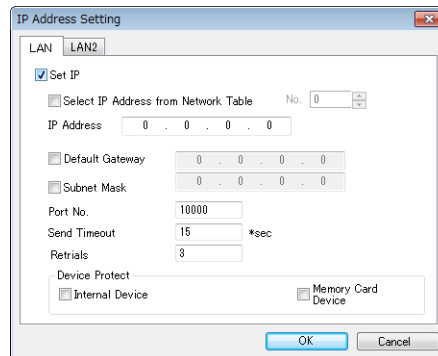 IP Address Setting
LAN LAN2
Set IP
Select IP Address from Network Table No. 0
IP Address 0 . 0 . 0 . 0
Default Gateway 0 . 0 . 0 . 0
Subnet Mask 0 . 0 . 0 . 0
Port No. 10000
Send Timeout 15 *sec
Retrials 3
Device Protect
Internal Device Memory Card Device
OK Cancel